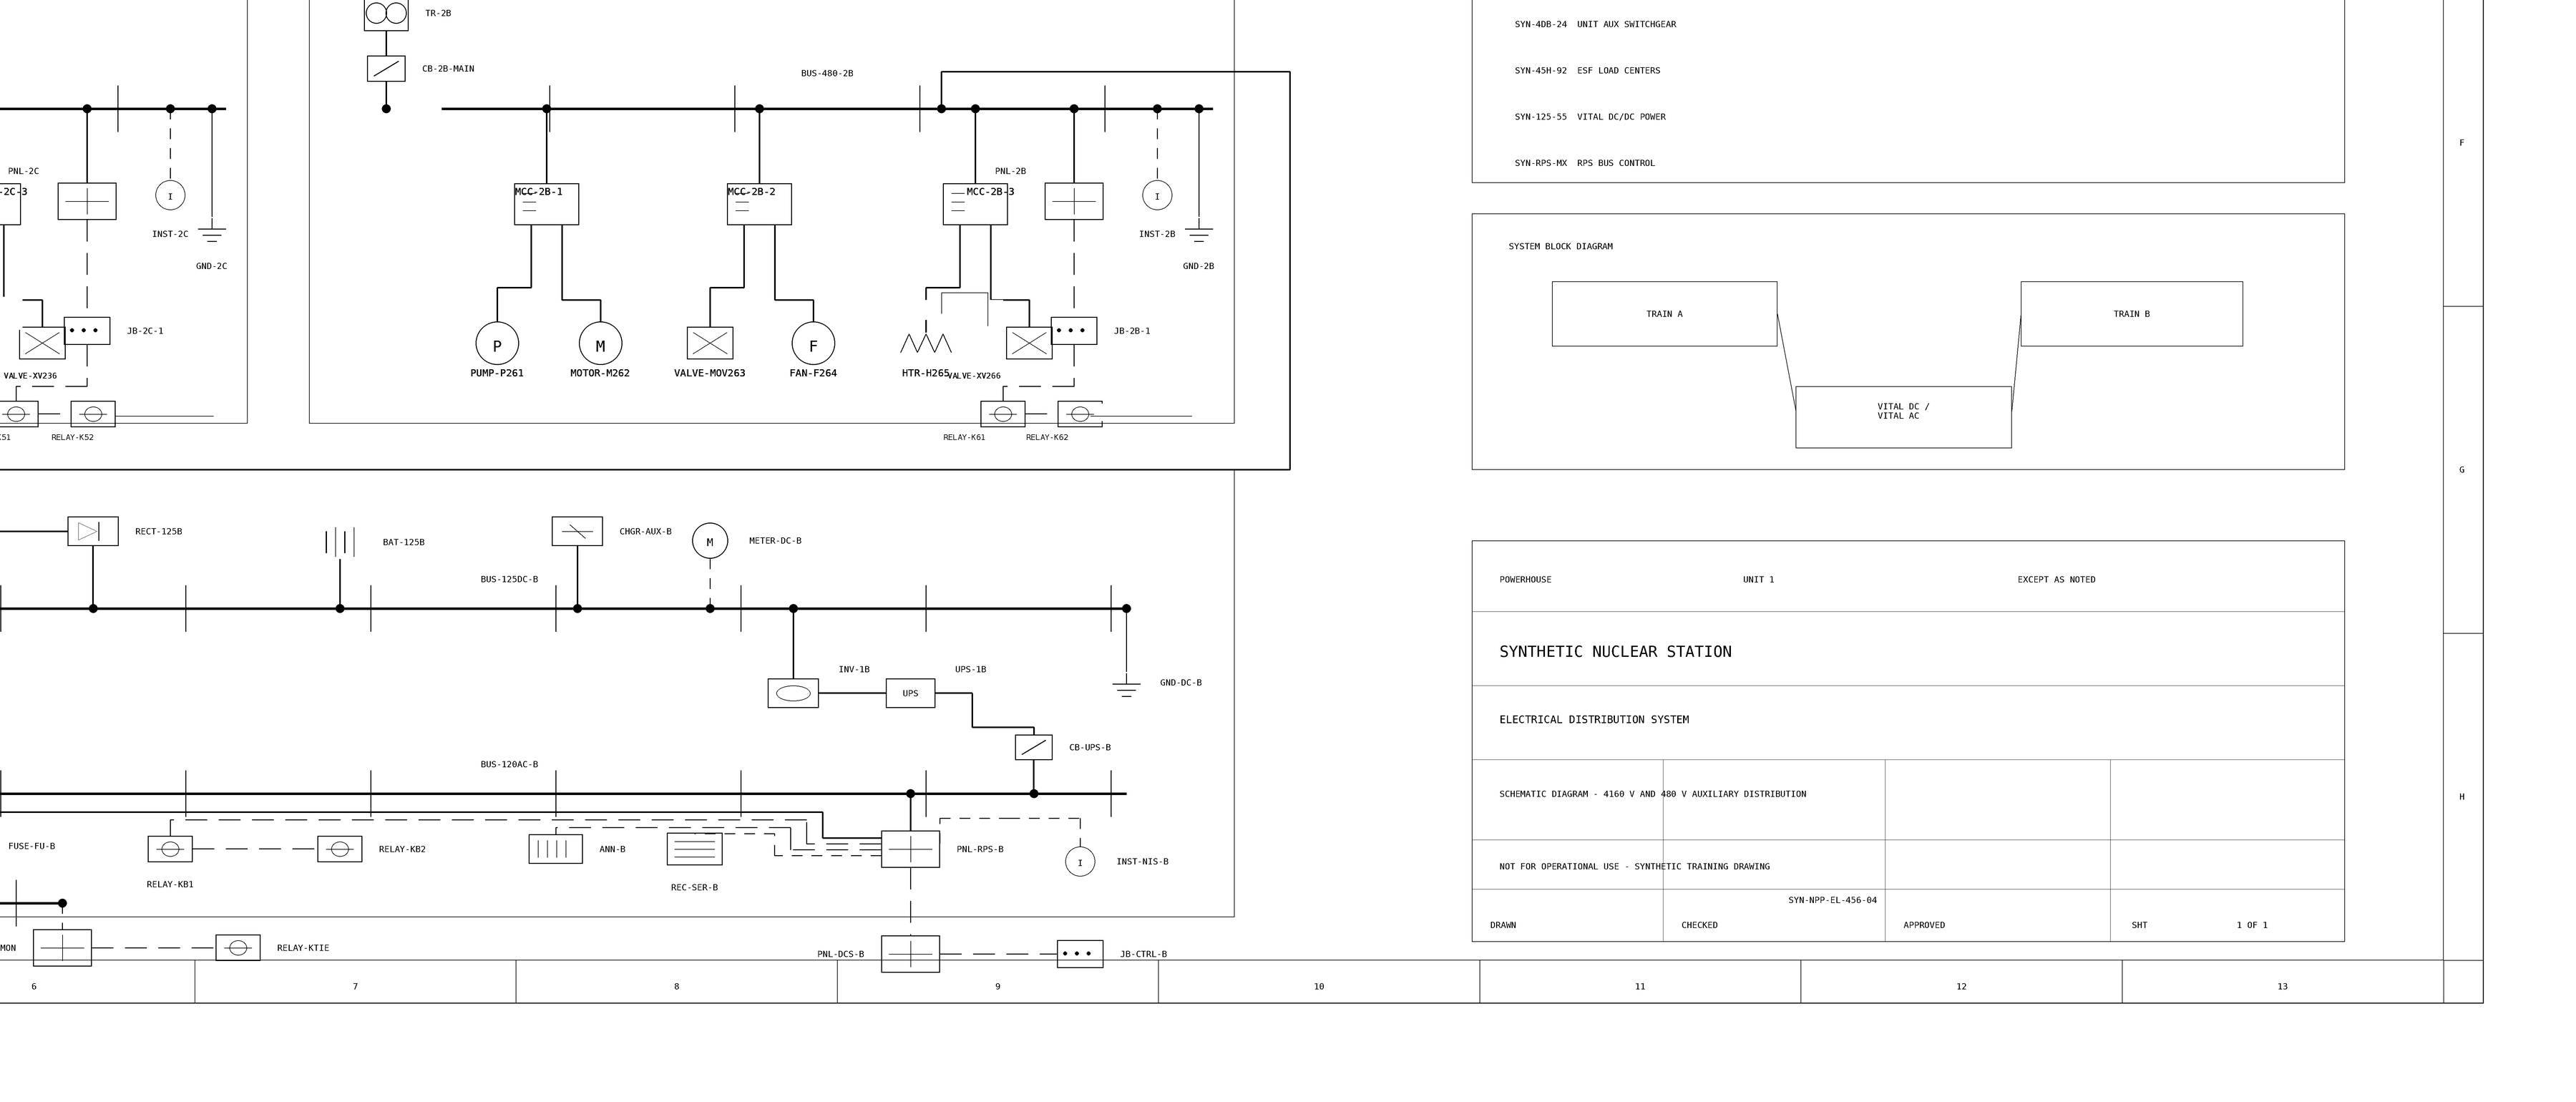 TR-2B
SYN-4DB-24  UNIT AUX SWITCHGEAR
CB-2B-MAIN
BUS-480-2B
SYN-45H-92  ESF LOAD CENTERS
SYN-125-55  VITAL DC/DC POWER
F
SYN-RPS-MX  RPS BUS CONTROL
PNL-2C
PNL-2B
-2C-3
MCC-2B-1
MCC-2B-2
MCC-2B-3
I
I
INST-2C
INST-2B
GND-2C
GND-2B
SYSTEM BLOCK DIAGRAM
TRAIN A
TRAIN B
JB-2C-1
JB-2B-1
P
M
F
VALVE-XV236
PUMP-P261
MOTOR-M262
VALVE-MOV263
FAN-F264
HTR-H265
VALVE-XV266
VITAL DC /
VITAL AC
K51
RELAY-K52
RELAY-K61
RELAY-K62
G
RECT-125B
BAT-125B
CHGR-AUX-B
M
METER-DC-B
BUS-125DC-B
POWERHOUSE
UNIT 1
EXCEPT AS NOTED
SYNTHETIC NUCLEAR STATION
INV-1B
UPS-1B
UPS
GND-DC-B
ELECTRICAL DISTRIBUTION SYSTEM
CB-UPS-B
BUS-120AC-B
SCHEMATIC DIAGRAM - 4160 V AND 480 V AUXILIARY DISTRIBUTION
H
FUSE-FU-B
RELAY-KB2
ANN-B
PNL-RPS-B
I
INST-NIS-B
RELAY-KB1
REC-SER-B
NOT FOR OPERATIONAL USE - SYNTHETIC TRAINING DRAWING
SYN-NPP-EL-456-04
DRAWN
CHECKED
APPROVED
SHT
1 OF 1
MON
RELAY-KTIE
PNL-DCS-B
JB-CTRL-B
6
7
8
9
10
11
12
13